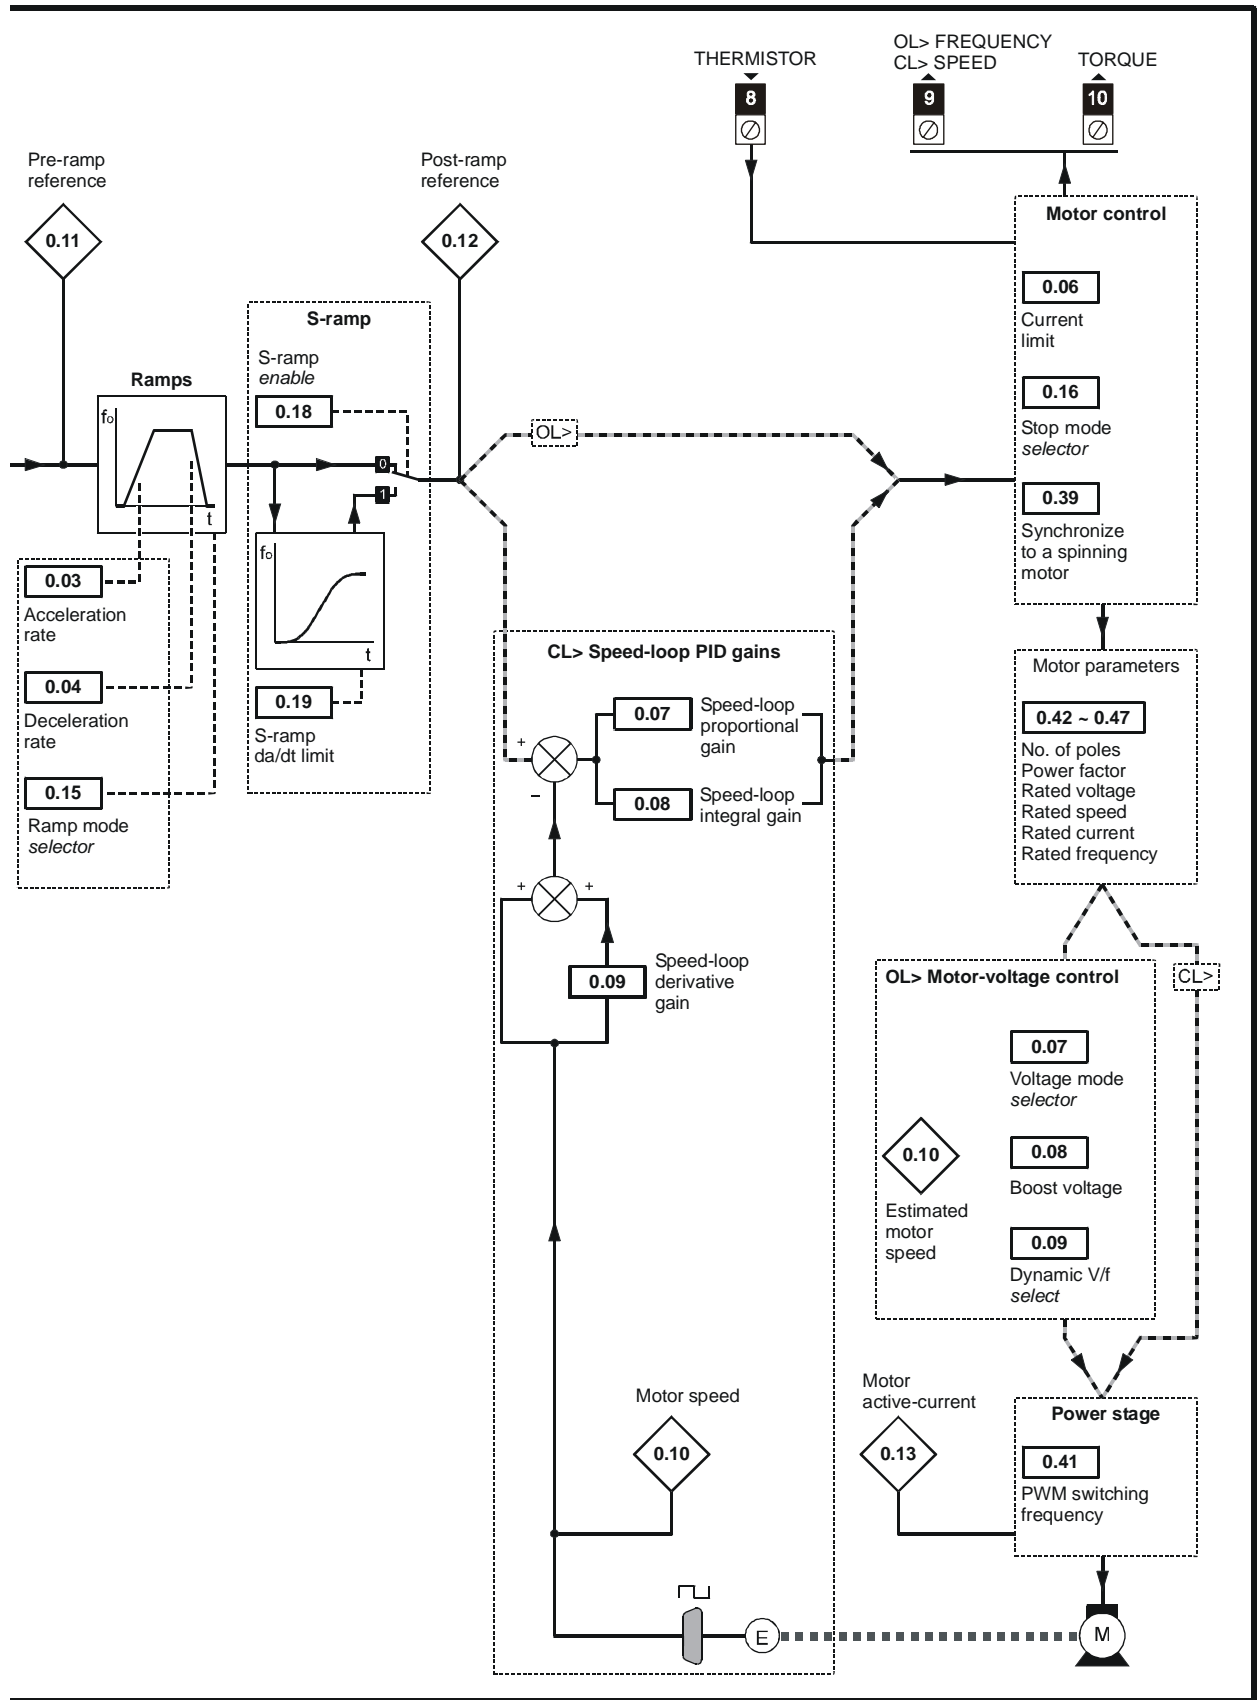 THERMISTOR
8
OL> FREQUENCY
CL> SPEED
9
TORQUE
10
Pre-ramp
reference
0.11
Post-ramp
reference
0.12
Ramps
fo
t
0.03
Acceleration
rate
0.04
Deceleration
rate
0.15
Ramp mode
selector
S-ramp
S-ramp
enable
0.18
0
1
fo
t
0.19
S-ramp
da/dt limit
OL>
CL> Speed-loop PID gains
+
−
0.07
Speed-loop
proportional
gain
0.08
Speed-loop
integral gain
+
+
0.09
Speed-loop
derivative
gain
Motor speed
0.10
E
M
Motor control
0.06
Current
limit
0.16
Stop mode
selector
0.39
Synchronize
to a spinning
motor
Motor parameters
0.42 ~ 0.47
No. of poles
Power factor
Rated voltage
Rated speed
Rated current
Rated frequency
CL>
OL> Motor-voltage control
0.07
Voltage mode
selector
0.10
Estimated
motor
speed
0.08
Boost voltage
0.09
Dynamic V/f
select
Motor
active-current
0.13
Power stage
0.41
PWM switching
frequency